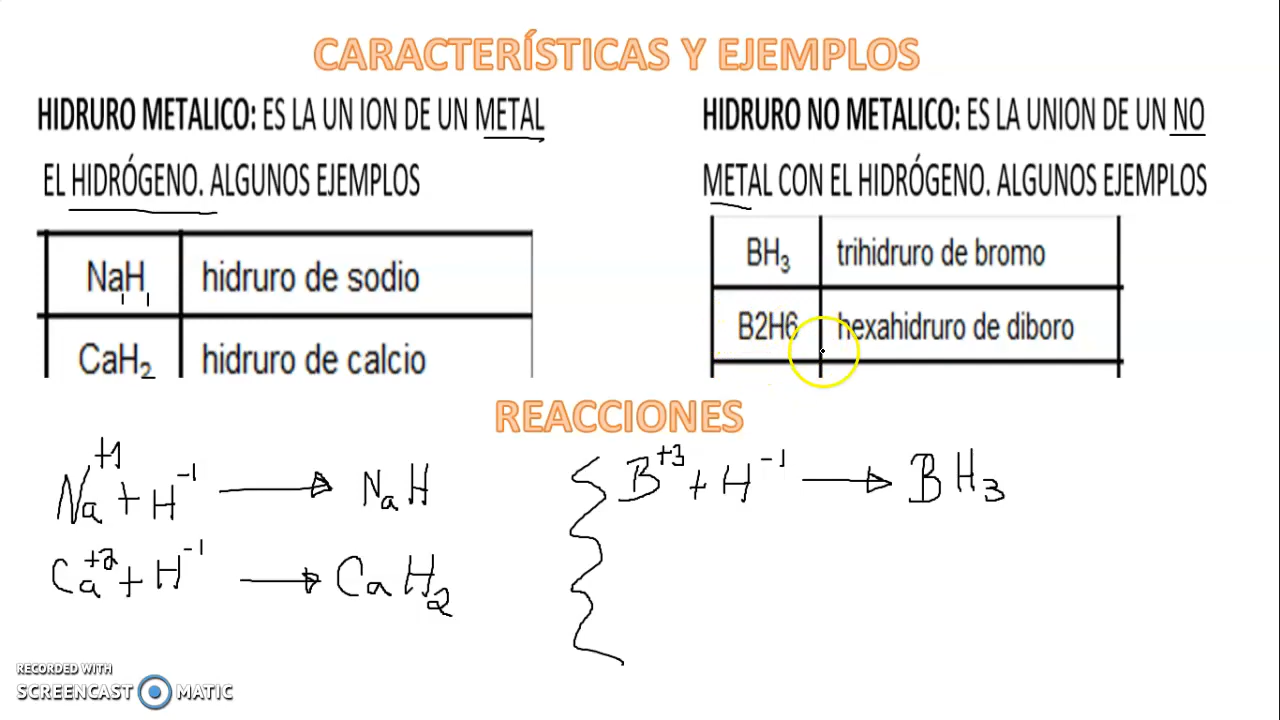 CARACTERÍSTICAS Y EJEMPLOS
HIDRURO METALICO: ES LA UN ION DE UN METAL
EL HIDRÓGENO. ALGUNOS EJEMPLOS
NaH hidruro de sodio
CaH2 hidruro de calcio
HIDRURO NO METALICO: ES LA UNION DE UN NO
METAL CON EL HIDRÓGENO. ALGUNOS EJEMPLOS
BH3 trihidruro de bromo
B2H6 hexahidruro de diboro
REACCIONES
Na+1 + H-1 → NaH
Ca+2 + H-1 → CaH2
B+3 + H-1 → BH3
RECORDED WITH
SCREENCAST MATIC